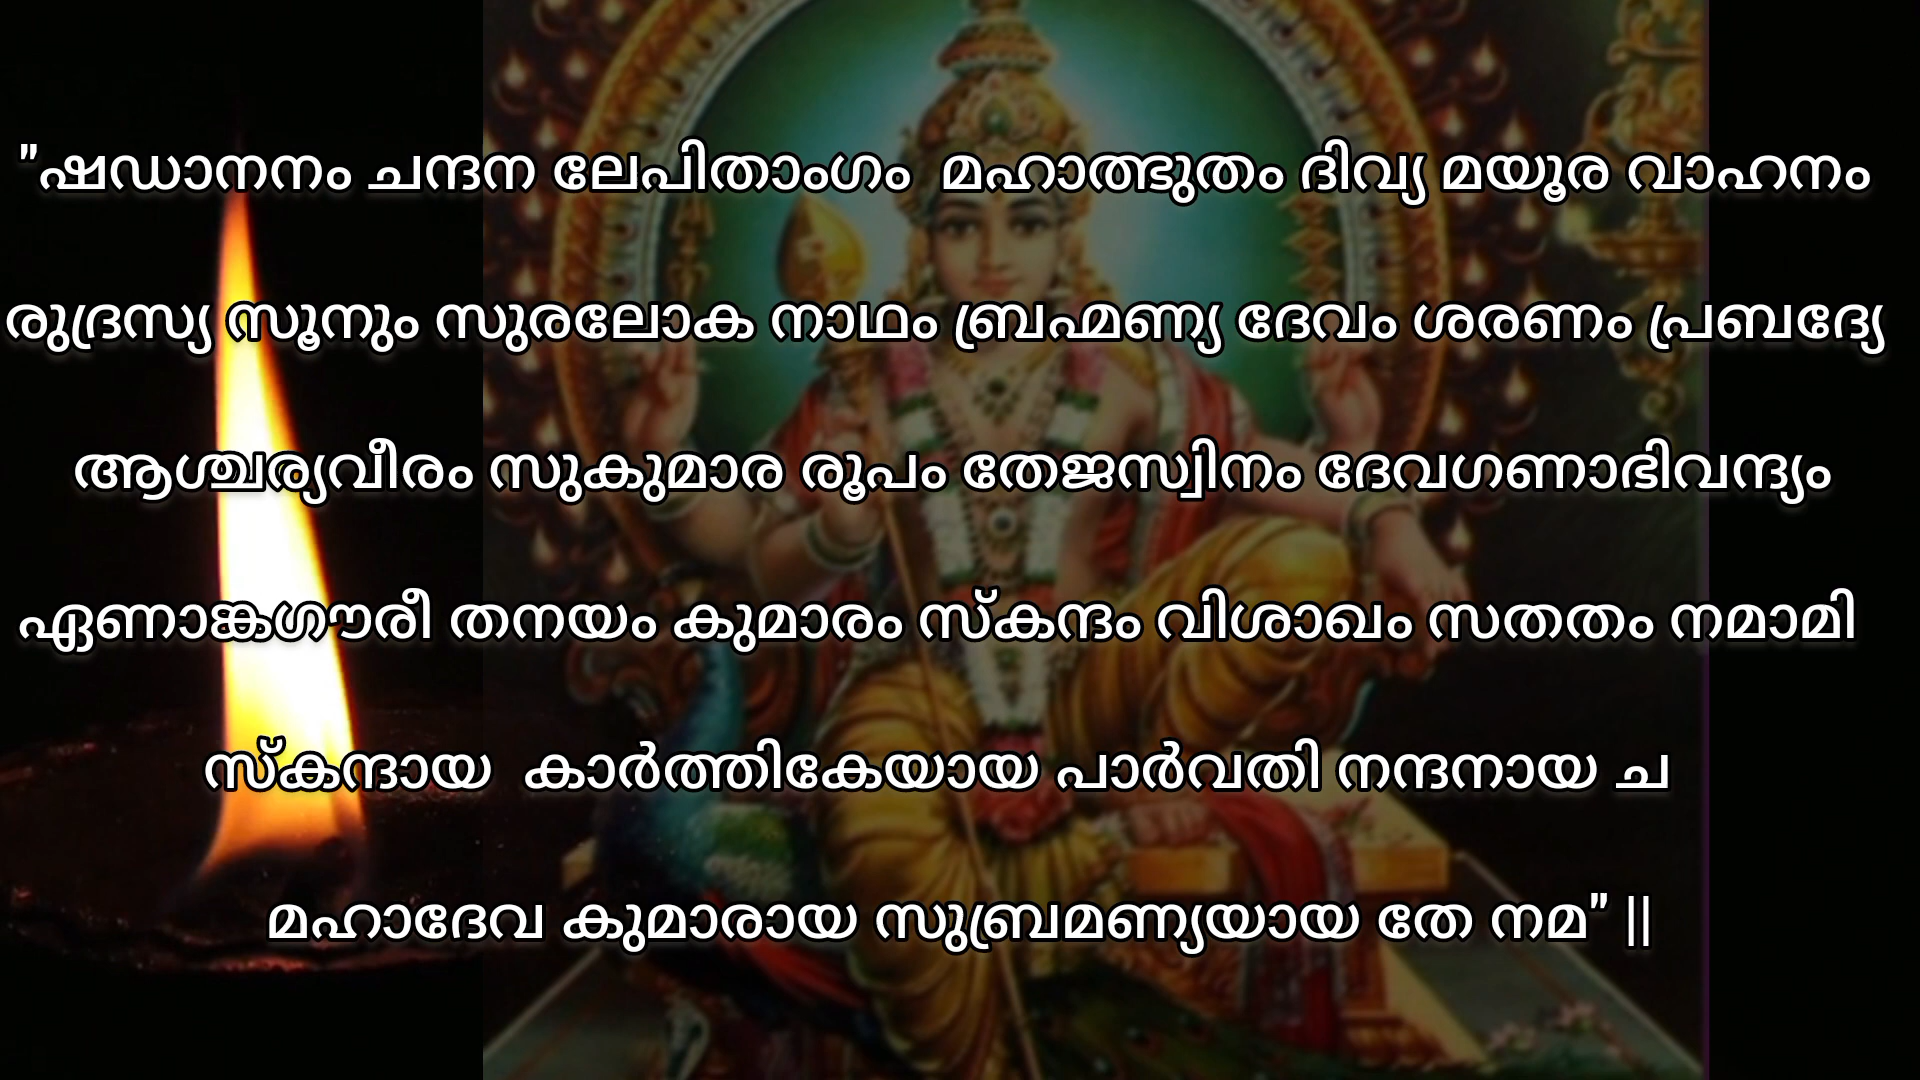 "ഷഡാനനം ചന്ദന ലേപിതാംഗം മഹാത്ഭുതം ദിവ്യ മയൂര വാഹനം
രുദ്രസ്യ സൂനും സുരലോക നാഥം ബ്രഹ്മണ്യ ദേവം ശരണം പ്രബദ്യേ
ആശ്ചര്യവീരം സുകുമാര രൂപം തേജസ്വിനം ദേവഗണാഭിവന്ദ്യം
ഏണാങ്കഗൗരീ തനയം കുമാരം സ്കന്ദം വിശാഖം സതതം നമാമി
സ്കന്ദായ കാർത്തികേയായ പാർവതി നന്ദനായ ച
മഹാദേവ കുമാരായ സുബ്രമണ്യയായ തേ നമ" ||